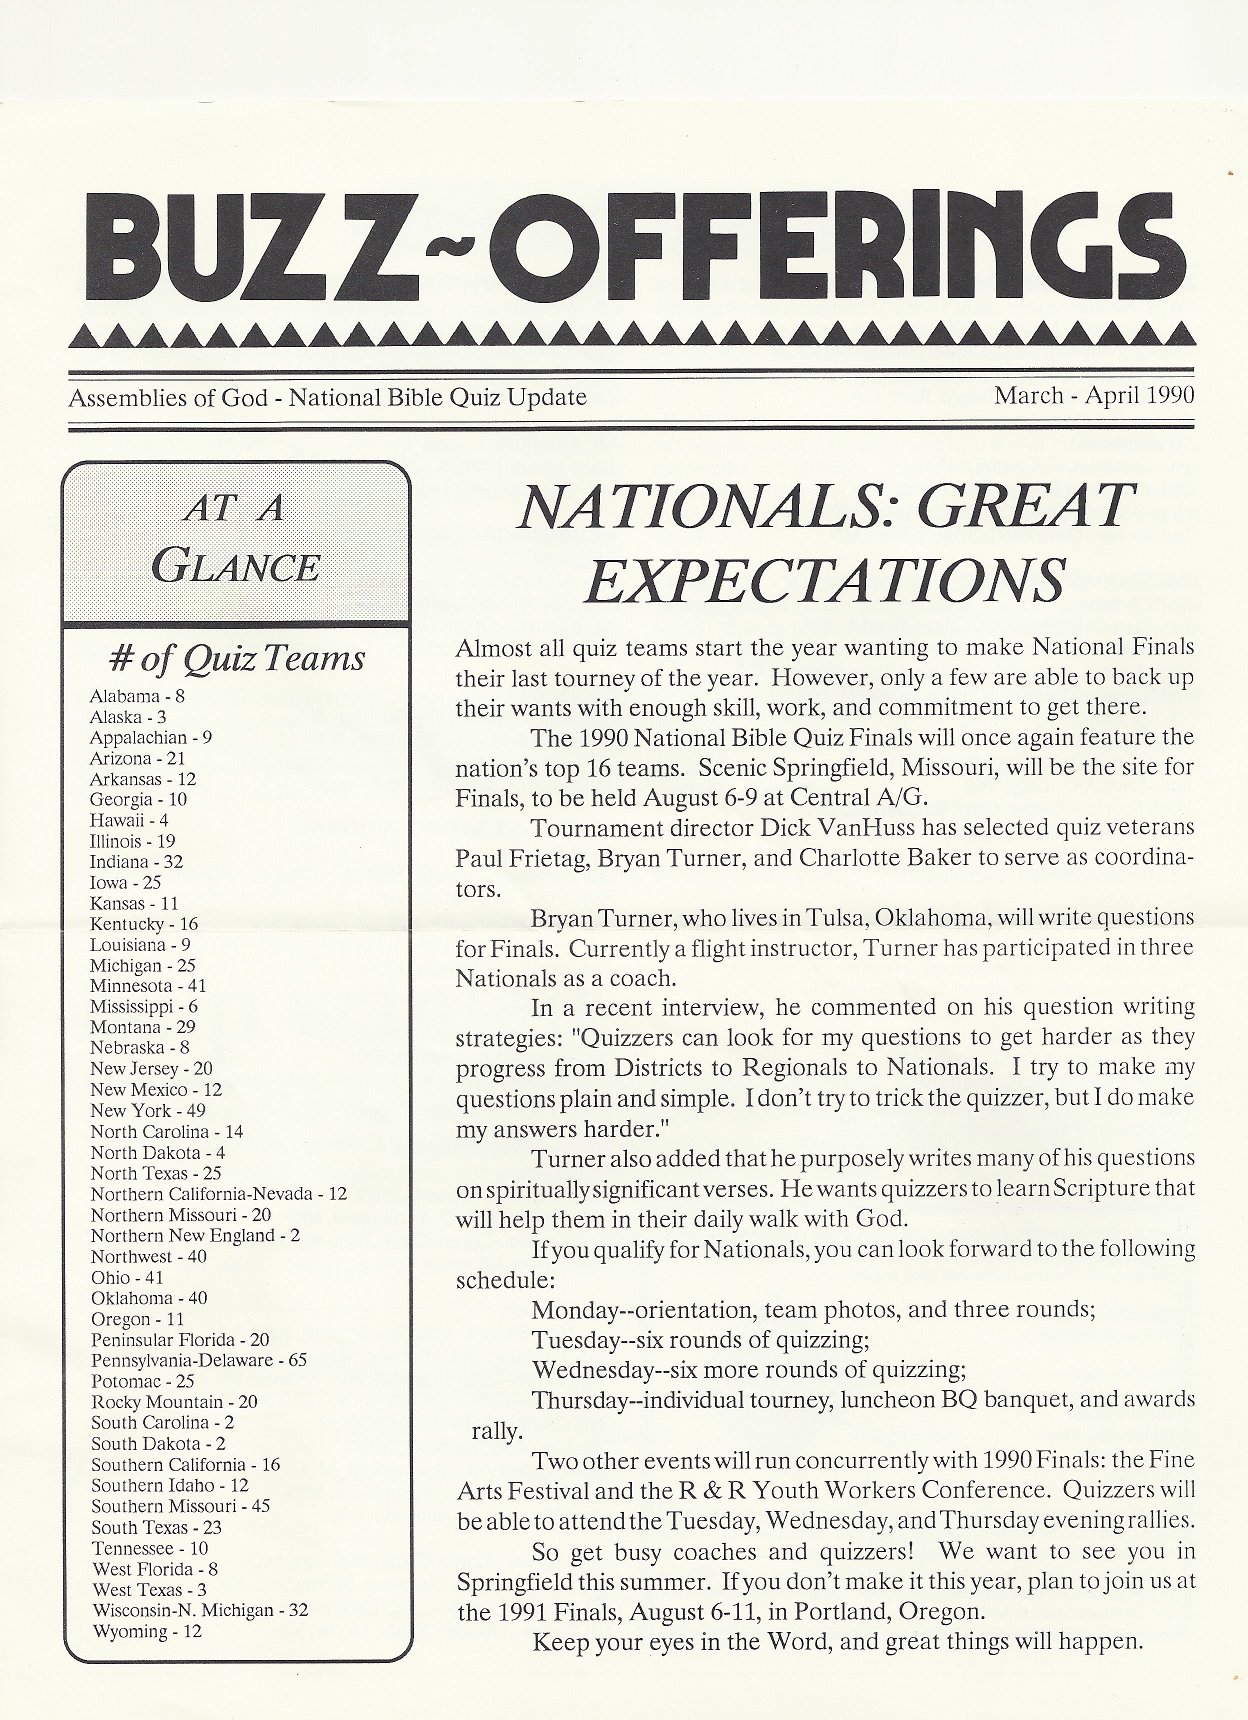 BUZZ~OFFERINGS
Assemblies of God - National Bible Quiz Update
March - April 1990
AT A
GLANCE
# of Quiz Teams
Alabama - 8
Alaska - 3
Appalachian - 9
Arizona - 21
Arkansas - 12
Georgia - 10
Hawaii - 4
Illinois - 19
Indiana - 32
Iowa - 25
Kansas - 11
Kentucky - 16
Louisiana - 9
Michigan - 25
Minnesota - 41
Mississippi - 6
Montana - 29
Nebraska - 8
New Jersey - 20
New Mexico - 12
New York - 49
North Carolina - 14
North Dakota - 4
North Texas - 25
Northern California-Nevada - 12
Northern Missouri - 20
Northern New England - 2
Northwest - 40
Ohio - 41
Oklahoma - 40
Oregon - 11
Peninsular Florida - 20
Pennsylvania-Delaware - 65
Potomac - 25
Rocky Mountain - 20
South Carolina - 2
South Dakota - 2
Southern California - 16
Southern Idaho - 12
Southern Missouri - 45
South Texas - 23
Tennessee - 10
West Florida - 8
West Texas - 3
Wisconsin-N. Michigan - 32
Wyoming - 12
NATIONALS: GREAT
EXPECTATIONS
Almost all quiz teams start the year wanting to make National Finals
their last tourney of the year. However, only a few are able to back up
their wants with enough skill, work, and commitment to get there.
The 1990 National Bible Quiz Finals will once again feature the
nation's top 16 teams. Scenic Springfield, Missouri, will be the site for
Finals, to be held August 6-9 at Central A/G.
Tournament director Dick VanHuss has selected quiz veterans
Paul Frietag, Bryan Turner, and Charlotte Baker to serve as coordina-
tors.
Bryan Turner, who lives in Tulsa, Oklahoma, will write questions
for Finals. Currently a flight instructor, Turner has participated in three
Nationals as a coach.
In a recent interview, he commented on his question writing
strategies: "Quizzers can look for my questions to get harder as they
progress from Districts to Regionals to Nationals. I try to make my
questions plain and simple. I don't try to trick the quizzer, but I do make
my answers harder."
Turner also added that he purposely writes many of his questions
on spiritually significant verses. He wants quizzers to learn Scripture that
will help them in their daily walk with God.
If you qualify for Nationals, you can look forward to the following
schedule:
Monday--orientation, team photos, and three rounds;
Tuesday--six rounds of quizzing;
Wednesday--six more rounds of quizzing;
Thursday--individual tourney, luncheon BQ banquet, and awards
rally.
Two other events will run concurrently with 1990 Finals: the Fine
Arts Festival and the R & R Youth Workers Conference. Quizzers will
be able to attend the Tuesday, Wednesday, and Thursday evening rallies.
So get busy coaches and quizzers! We want to see you in
Springfield this summer. If you don't make it this year, plan to join us at
the 1991 Finals, August 6-11, in Portland, Oregon.
Keep your eyes in the Word, and great things will happen.